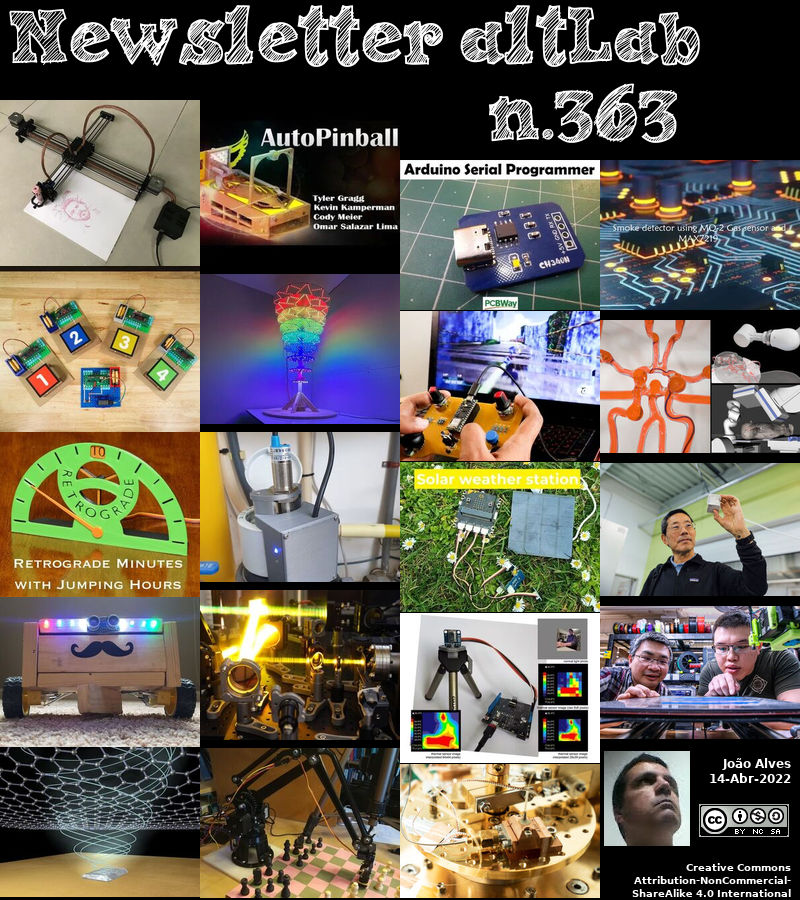 Newsletter altLab
n.363
AutoPinball
Tyler Gragg
Kevin Kamperman
Cody Meier
Omar Salazar Lima
Arduino Serial Programmer
CH340N
PCBWay
Smoke detector using MQ-2 Gas sensor and
MAX7219
1
2
3
4
10
RETROGRADE
RETROGRADE MINUTES
WITH JUMPING HOURS
Solar weather station
João Alves
14-Abr-2022
cc
BY NC SA
Creative Commons
Attribution-NonCommercial-
ShareAlike 4.0 International